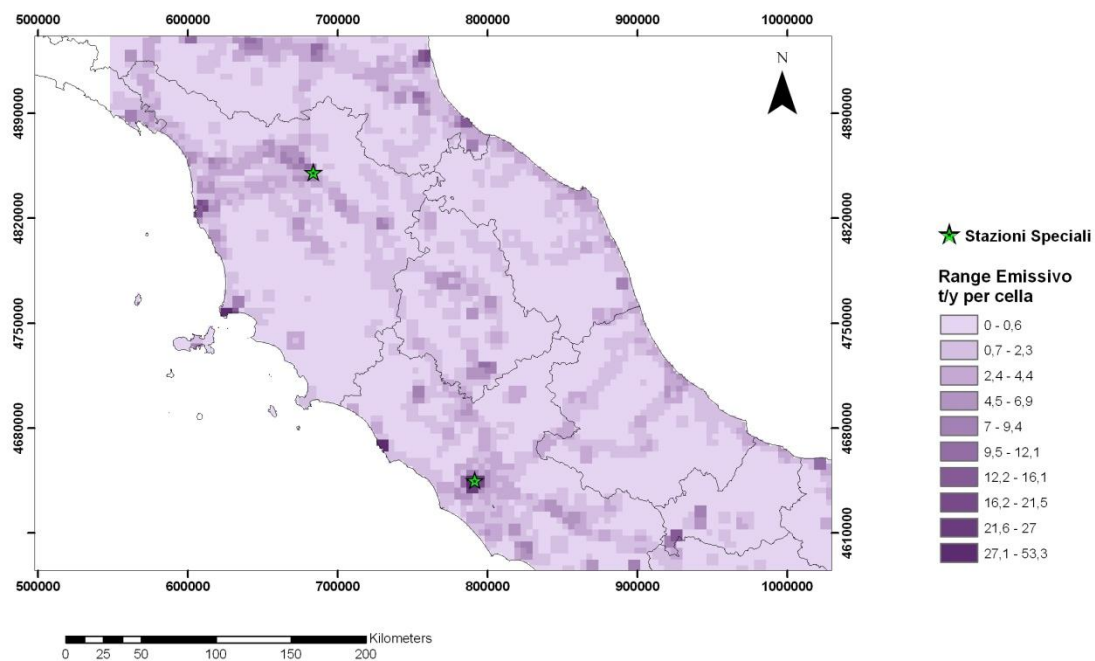 500000 600000 700000 800000 900000 1000000
N
4890000 4890000
4820000 4820000
Stazioni Speciali
Range Emissivo
t/y per cella
4750000 4750000
0 - 0,6
0,7 - 2,3
2,4 - 4,4
4,5 - 6,9
4680000 4680000
7 - 9,4
9,5 - 12,1
12,2 - 16,1
16,2 - 21,5
4610000 4610000
21,6 - 27
27,1 - 53,3
500000 600000 700000 800000 900000 1000000
Kilometers
0 25 50 100 150 200